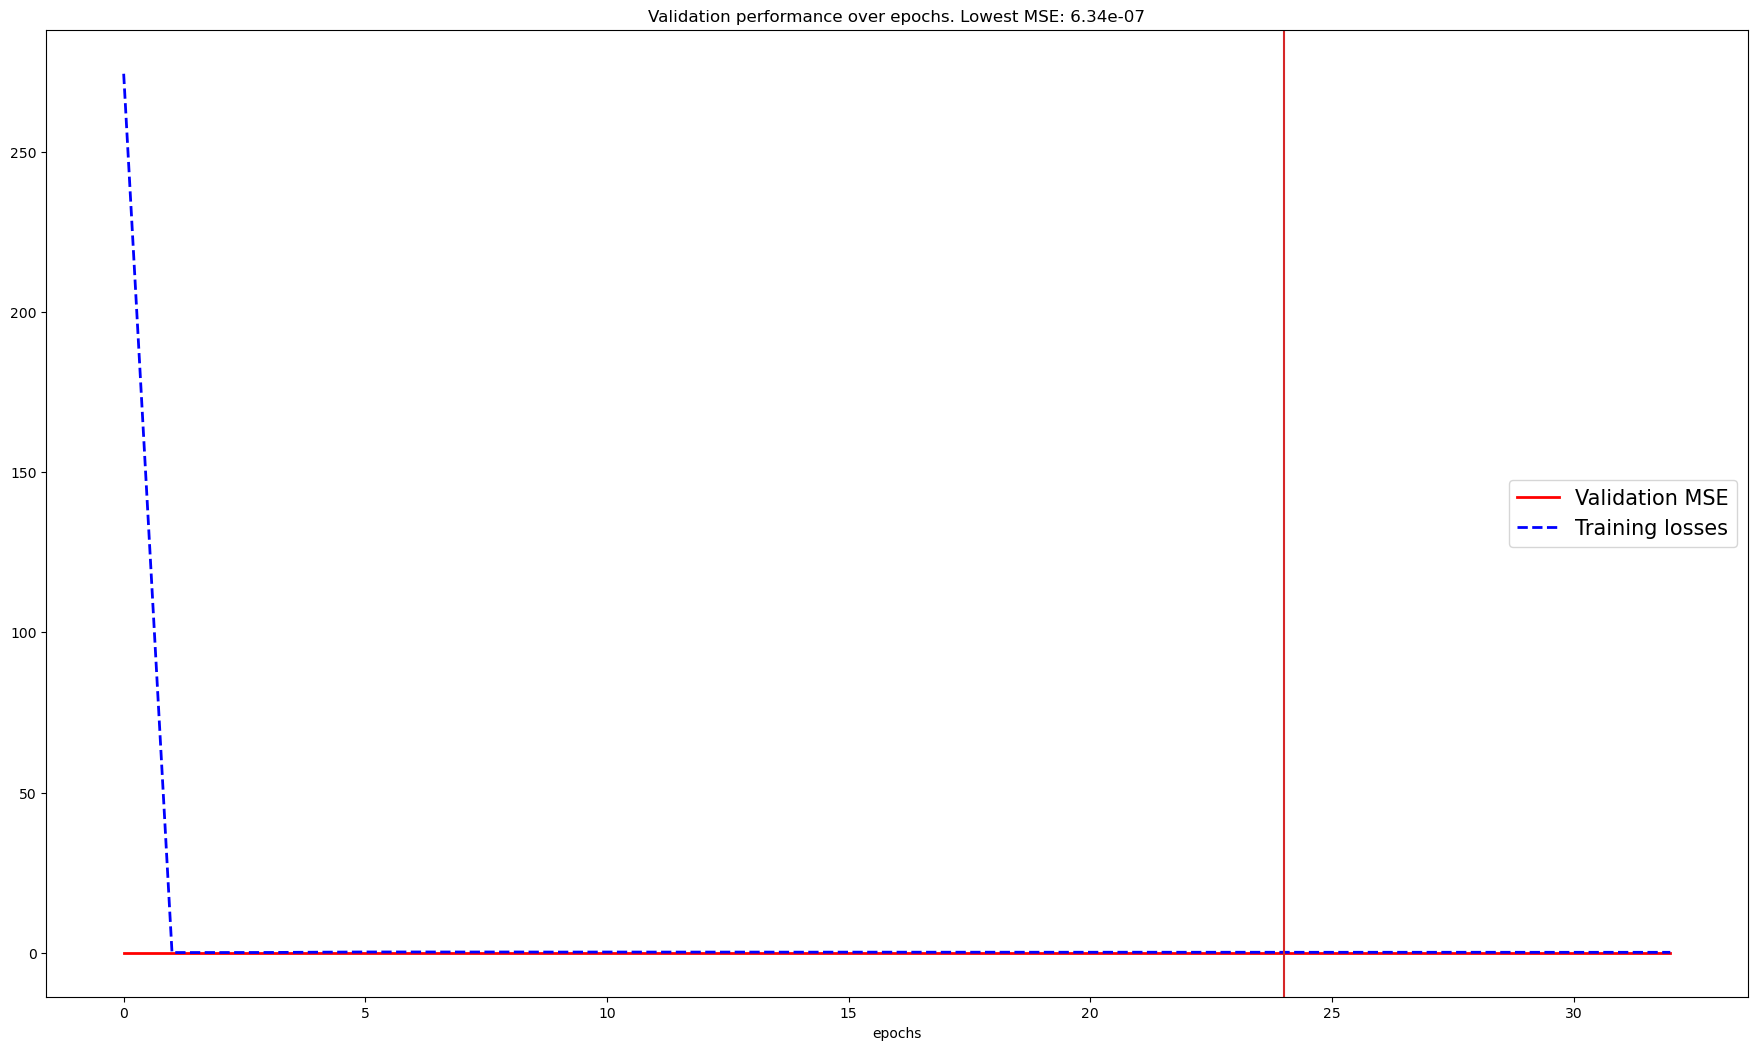 Validation performance over epochs. Lowest MSE: 6.34e-07
250
200
150
100
50
0
Validation MSE
Training losses
0 5 10 15 20 25 30
epochs